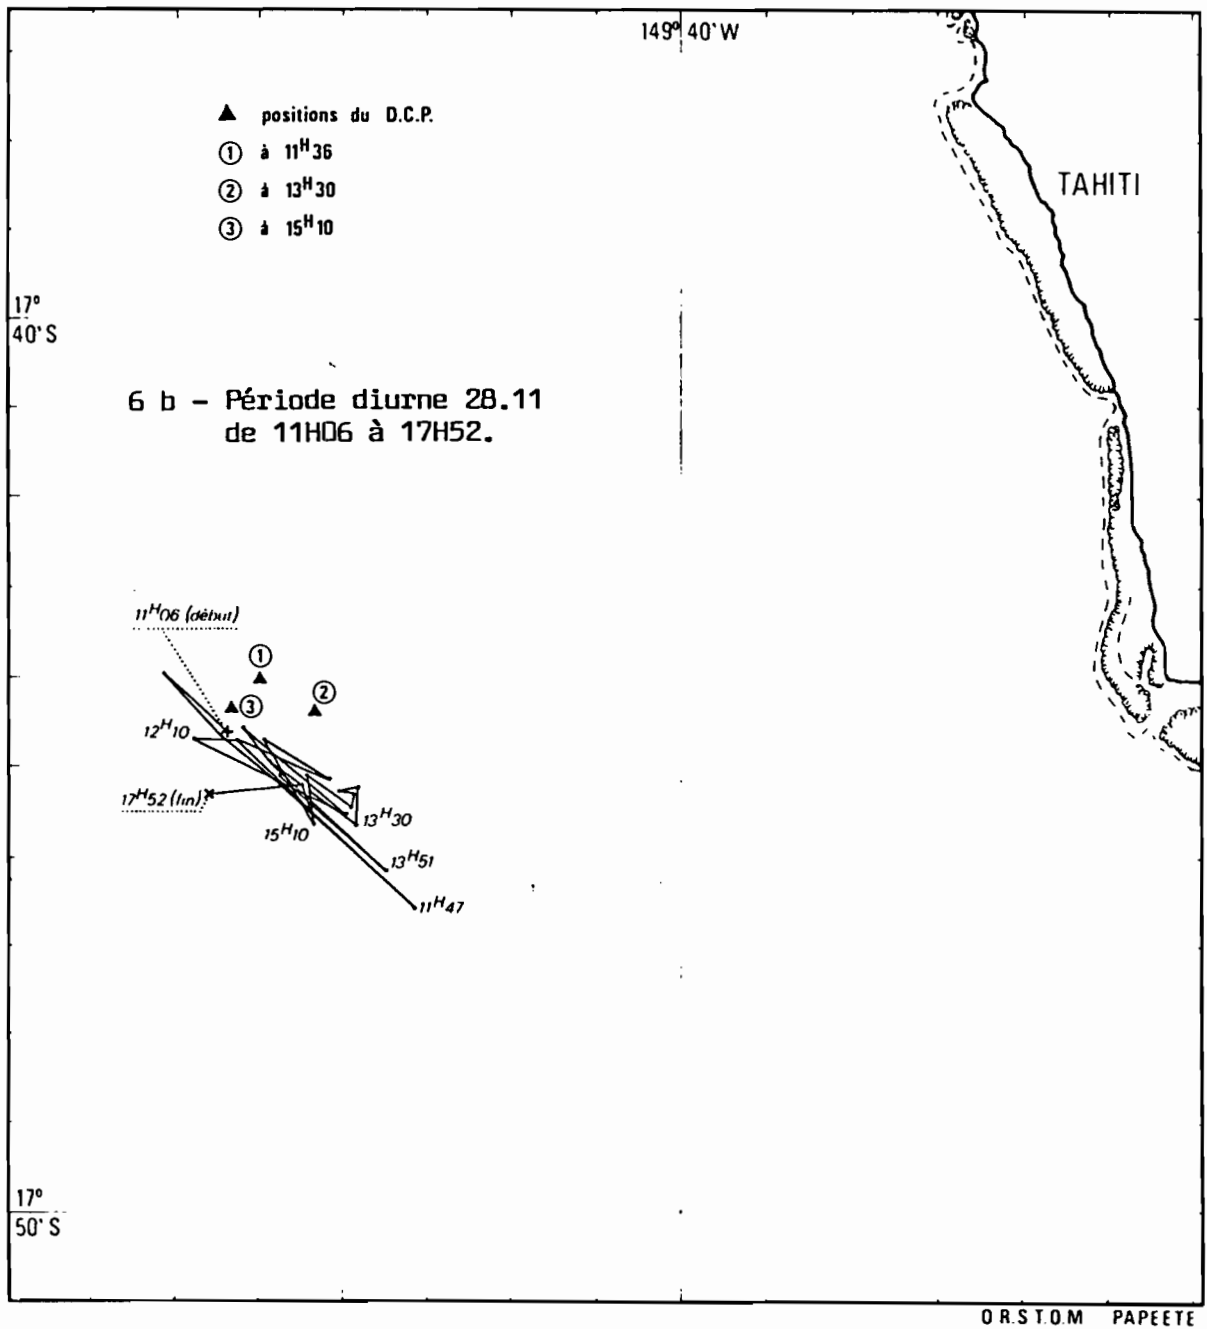 149° 40' W
▲ positions du D.C.P.
① à 11H36
② à 13H30
③ à 15H10
TAHITI
17°
40' S
6 b - Période diurne 28.11
de 11H06 à 17H52.
11H06 (début)
①
②
③
12H10
17H52 (fin)
13H30
15H10
13H51
11H47
17°
50' S
O R.S T.O.M PAPEETE